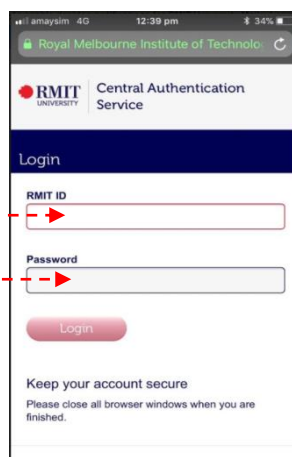 amaysim 4G 12:39 pm 34%
Royal Melbourne Institute of Technolo
RMIT
UNIVERSITY
Central Authentication
Service
Login
RMIT ID
Password
Login
Keep your account secure
Please close all browser windows when you are
finished.